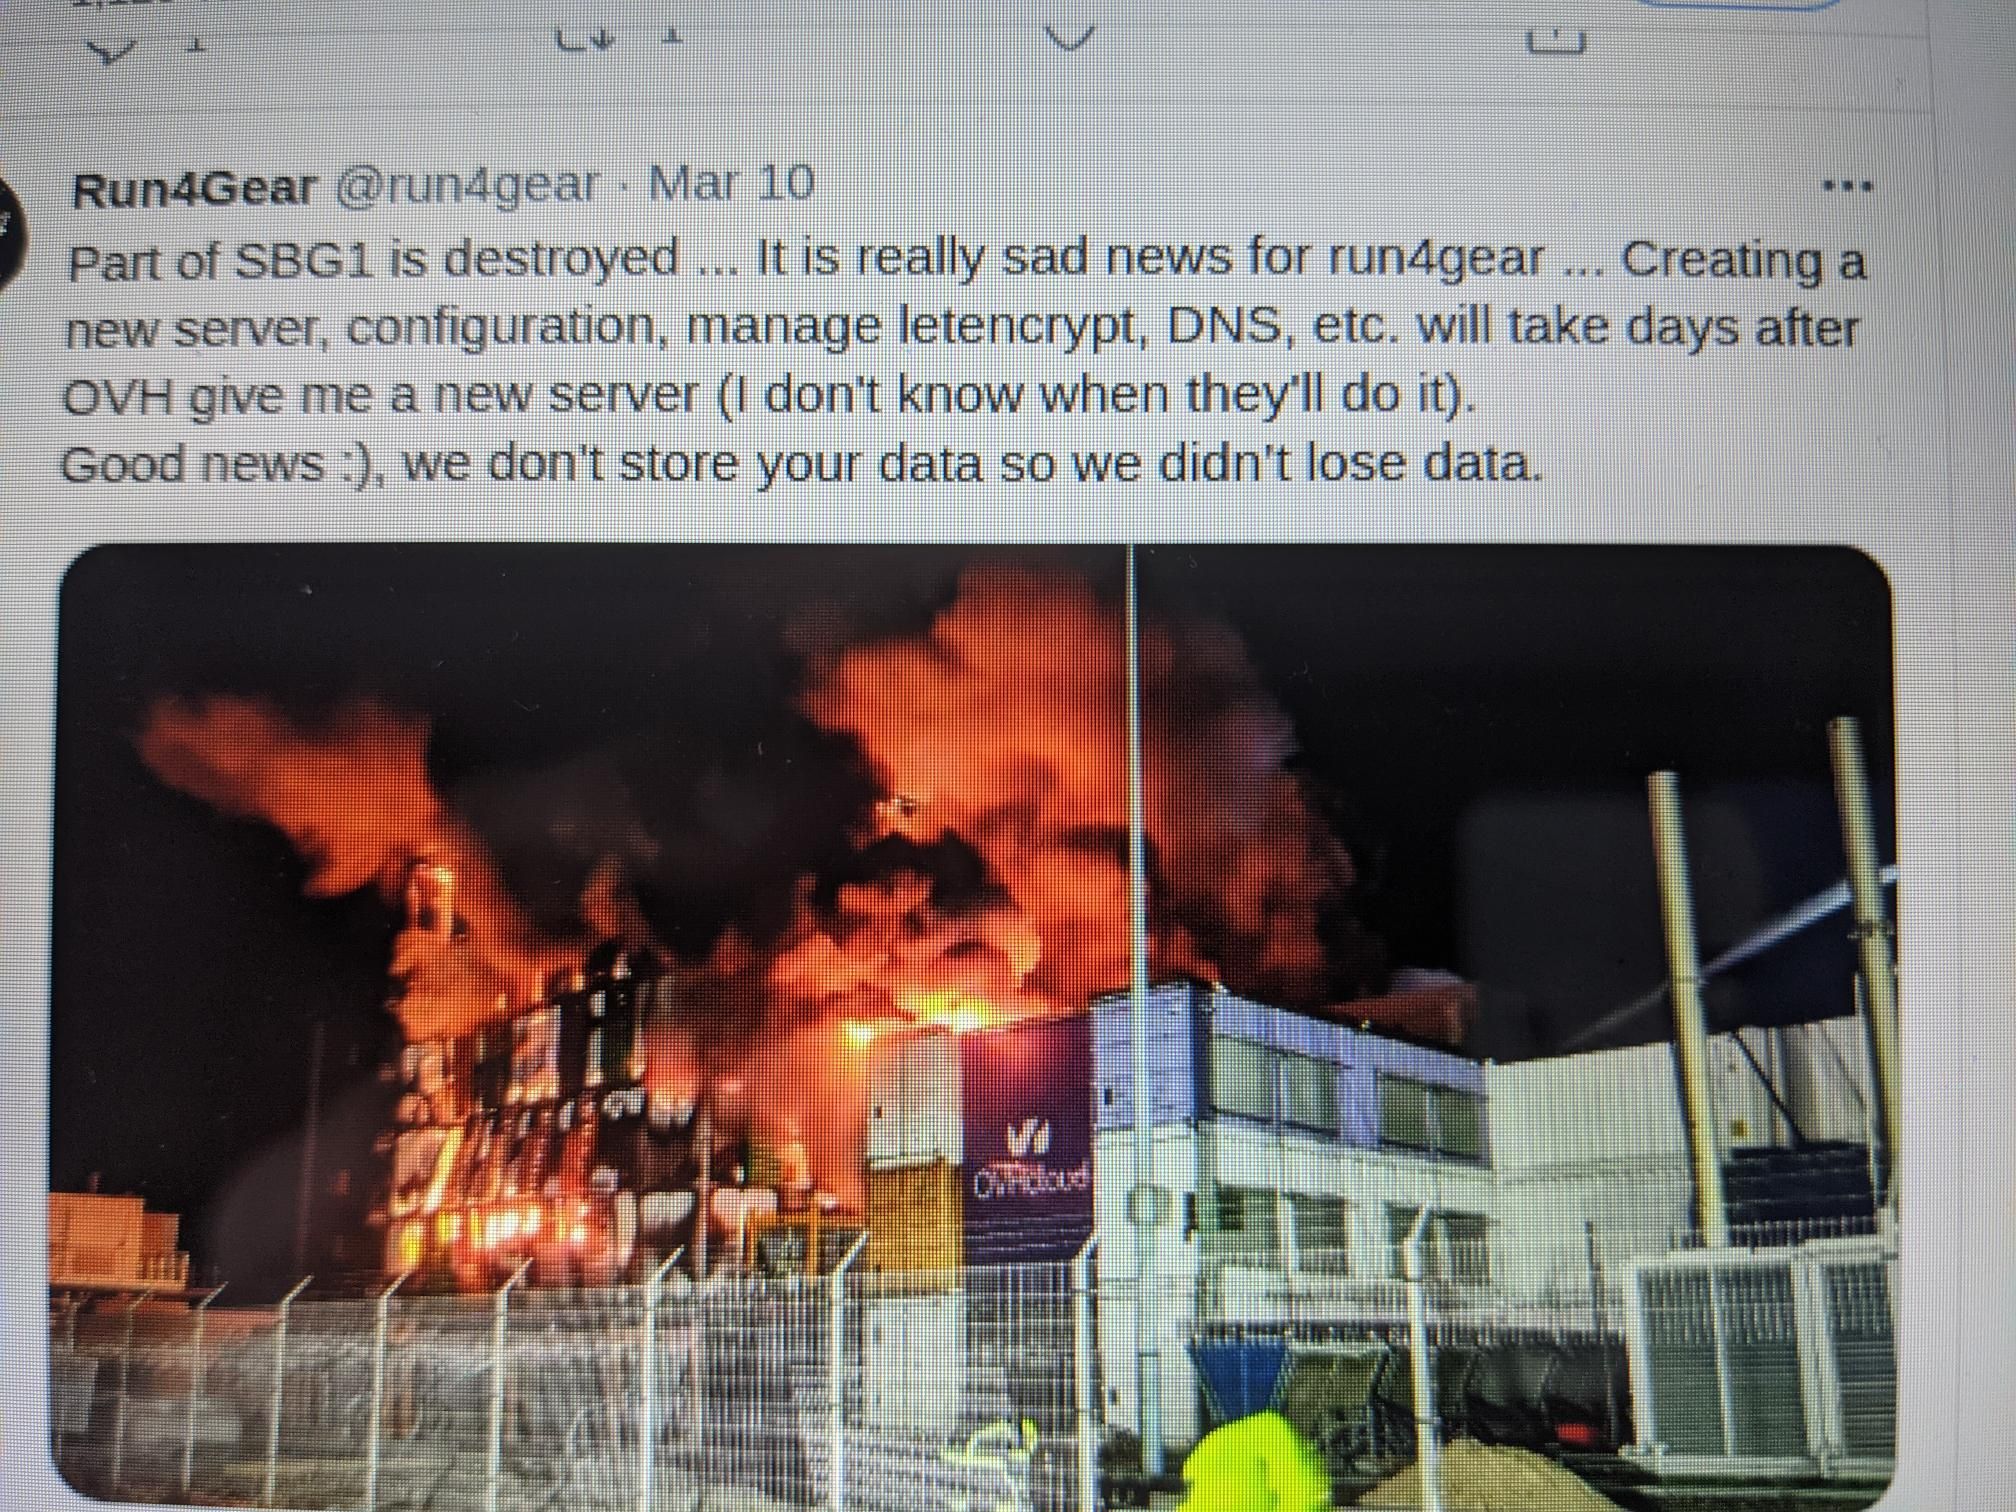 Run4Gear @run4gear · Mar 10
Part of SBG1 is destroyed ... It is really sad news for run4gear ... Creating a
new server, configuration, manage letencrypt, DNS, etc. will take days after
OVH give me a new server (I don't know when they'll do it).
Good news :), we don't store your data so we didn't lose data.
OVHcloud